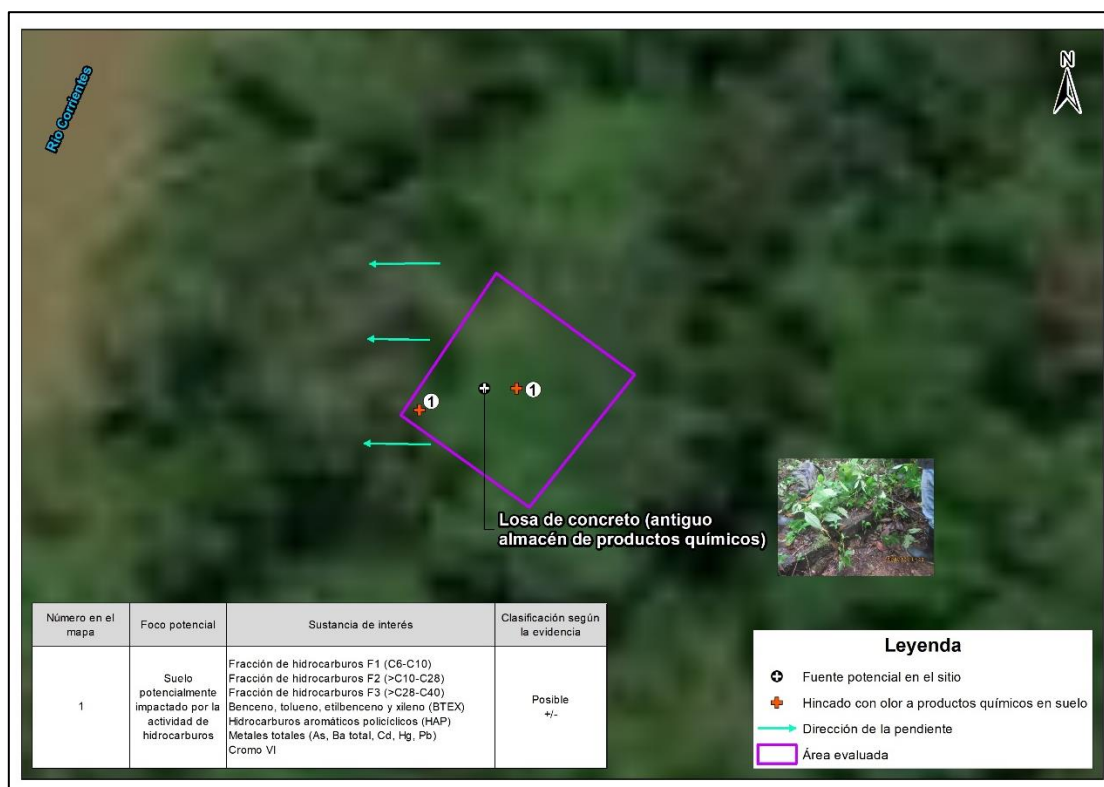 Río Corrientes
N
1
1
Losa de concreto (antiguo
almacén de productos químicos)
Número en el
mapa
Foco potencial
Sustancia de interés
Clasificación según
la evidencia
1
Suelo
potencialmente
impactado por la
actividad de
hidrocarburos
Fracción de hidrocarburos F1 (C6-C10)
Fracción de hidrocarburos F2 (>C10-C28)
Fracción de hidrocarburos F3 (>C28-C40)
Benceno, tolueno, etilbenceno y xileno (BTEX)
Hidrocarburos aromáticos policíclicos (HAP)
Metales totales (As, Ba total, Cd, Hg, Pb)
Cromo VI
Posible
+/-
Leyenda
Fuente potencial en el sitio
Hincado con olor a productos químicos en suelo
Dirección de la pendiente
Área evaluada